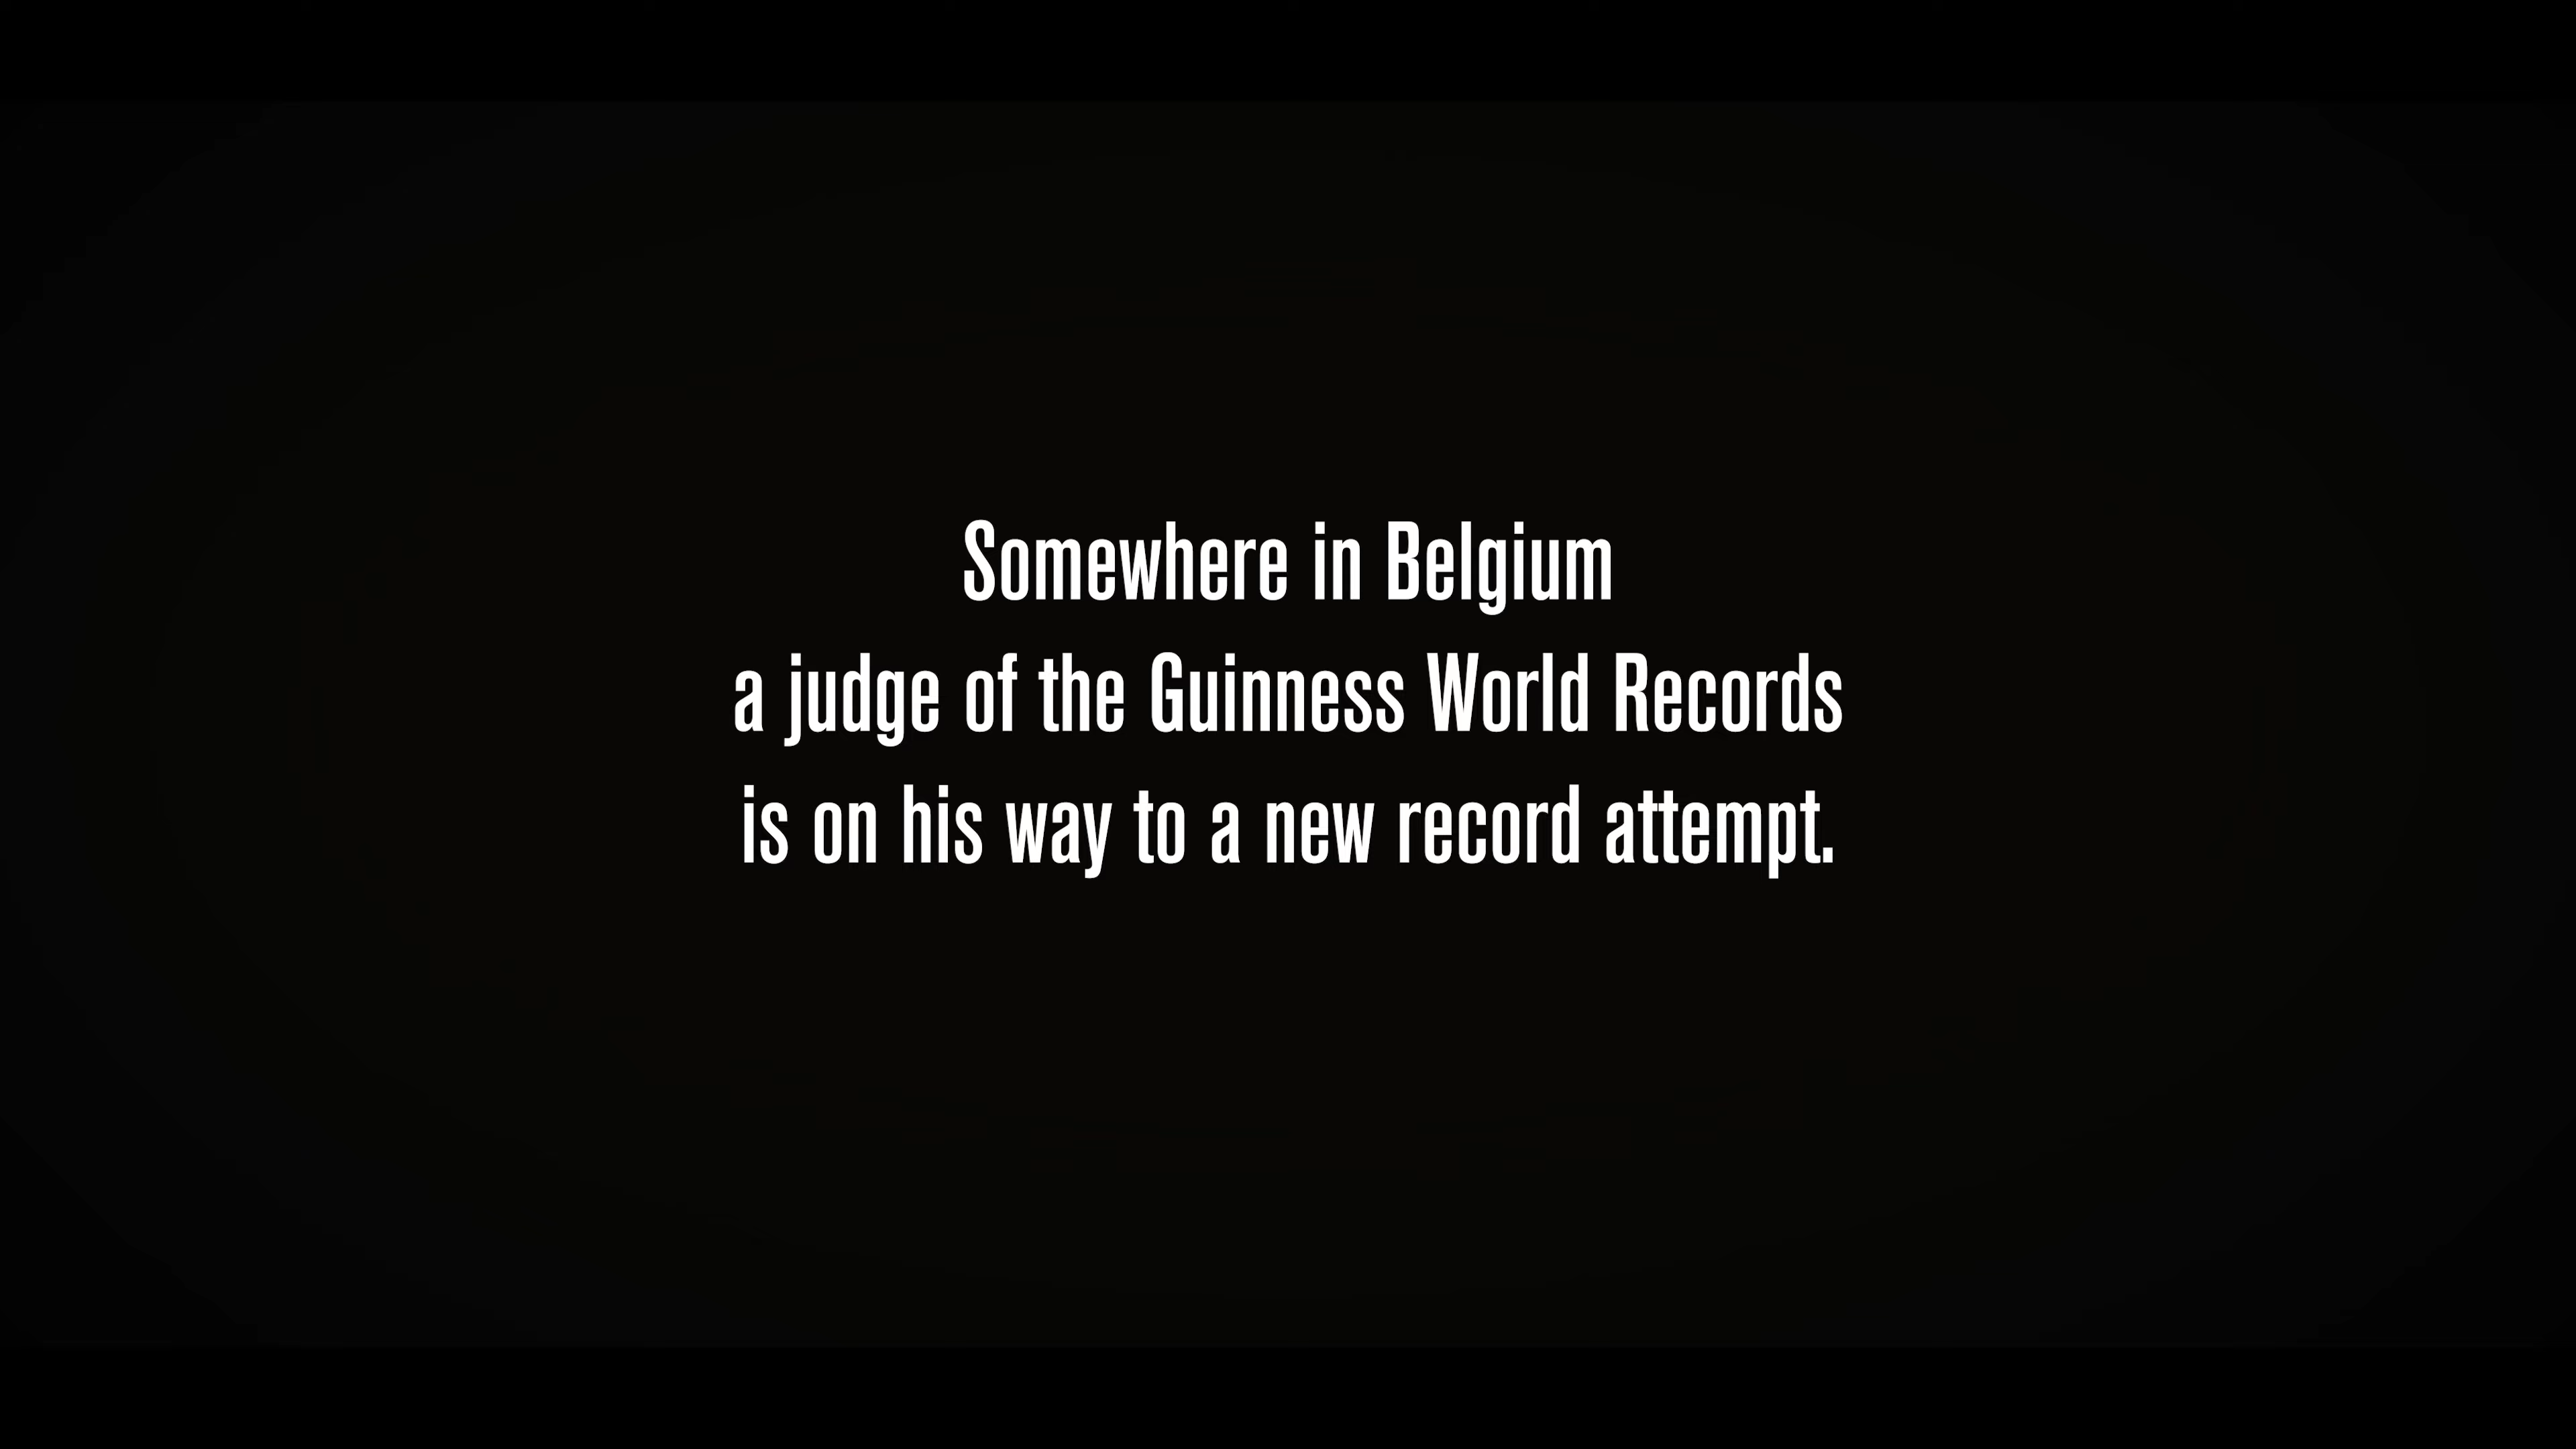 Somewhere in Belgium
a judge of the Guinness World Records
is on his way to a new record attempt.